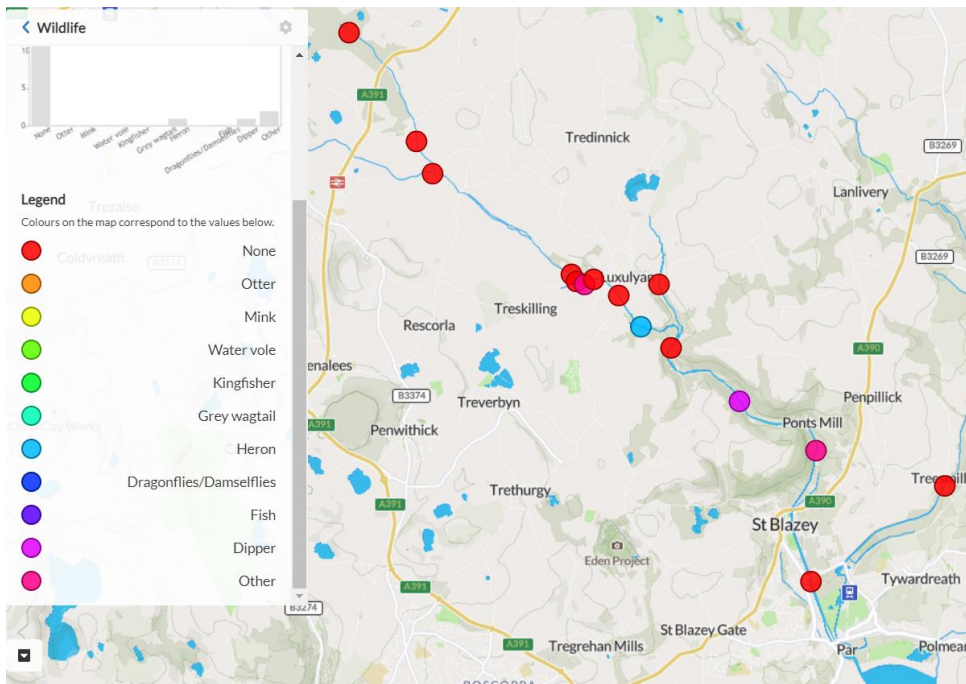 Wildlife
10
5
0
None
Otter
Mink
Water vole
Kingfisher
Grey wagtail
Heron
Dragonflies/Damselflies
Fish
Dipper
Other
Legend
Colours on the map correspond to the values below.
None
Otter
Mink
Water vole
Kingfisher
Grey wagtail
Heron
Dragonflies/Damselflies
Fish
Dipper
Other
Trezaise
Coldvreath
A391
Tredinnick
B3269
Lanlivery
B3269
Luxulyan
Treskilling
Rescorla
enalees
B3374
Treverbyn
A390
Penpillick
A391
Penwithick
Ponts Mill
Trethurgy
A391
A390
St Blazey
Eden Project
Tywardreath
B3274
A391
St Blazey Gate
Tregrehan Mills
Par
Polmea